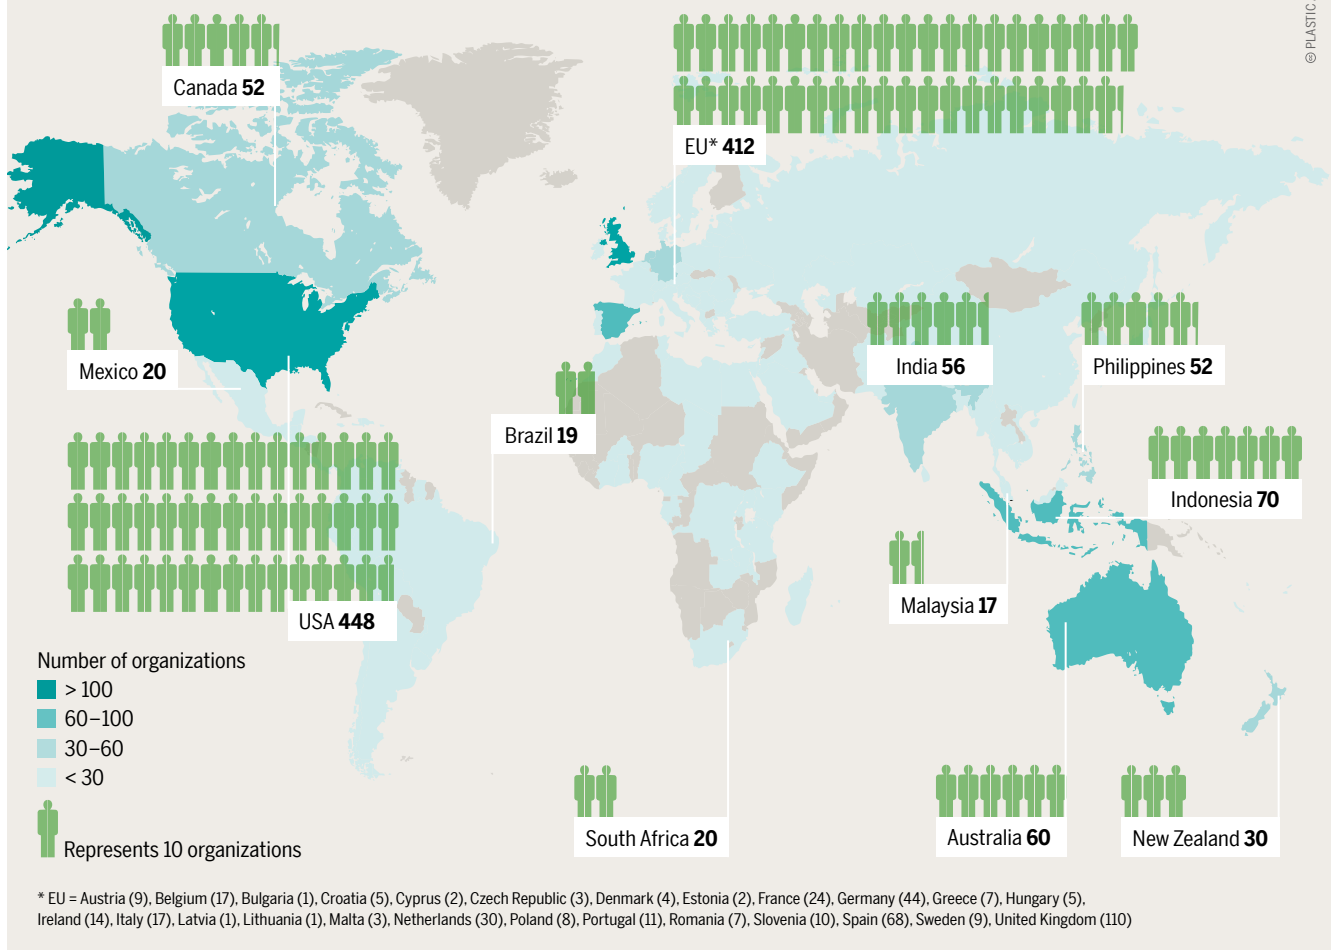 © PLASTIC
Canada 52
EU* 412
Mexico 20
India 56
Philippines 52
Brazil 19
Indonesia 70
Malaysia 17
USA 448
Number of organizations
> 100
60–100
30–60
< 30
Represents 10 organizations
South Africa 20
Australia 60
New Zealand 30
* EU = Austria (9), Belgium (17), Bulgaria (1), Croatia (5), Cyprus (2), Czech Republic (3), Denmark (4), Estonia (2), France (24), Germany (44), Greece (7), Hungary (5),
Ireland (14), Italy (17), Latvia (1), Lithuania (1), Malta (3), Netherlands (30), Poland (8), Portugal (11), Romania (7), Slovenia (10), Spain (68), Sweden (9), United Kingdom (110)